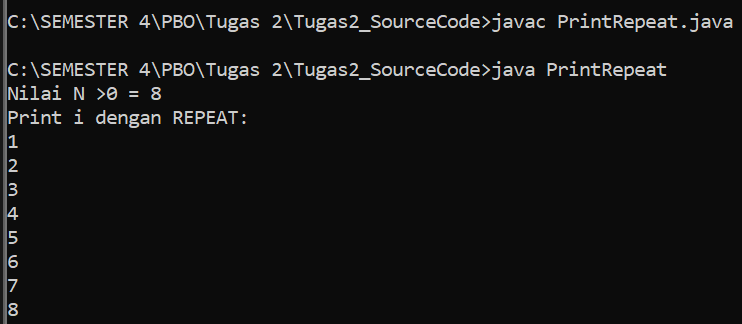 C:\SEMESTER 4\PBO\Tugas 2\Tugas2_SourceCode>javac PrintRepeat.java
C:\SEMESTER 4\PBO\Tugas 2\Tugas2_SourceCode>java PrintRepeat
Nilai N >0 = 8
Print i dengan REPEAT:
1
2
3
4
5
6
7
8